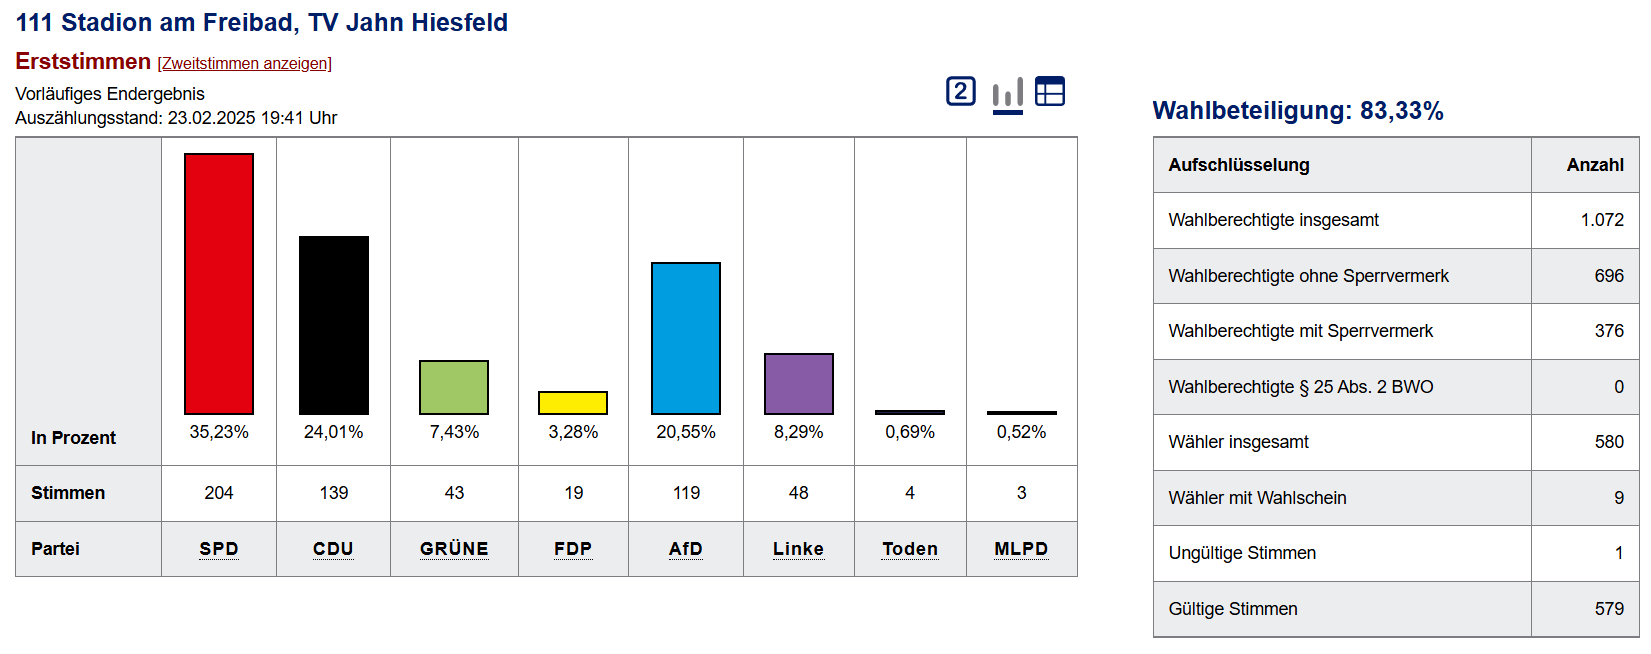 111 Stadion am Freibad, TV Jahn Hiesfeld
Erststimmen [Zweitstimmen anzeigen]
Vorläufiges Endergebnis
Auszählungsstand: 23.02.2025 19:41 Uhr
2
In Prozent 35,23% 24,01% 7,43% 3,28% 20,55% 8,29% 0,69% 0,52%
Stimmen 204 139 43 19 119 48 4 3
Partei SPD CDU GRÜNE FDP AfD Linke Toden MLPD
Wahlbeteiligung: 83,33%
Aufschlüsselung Anzahl
Wahlberechtigte insgesamt 1.072
Wahlberechtigte ohne Sperrvermerk 696
Wahlberechtigte mit Sperrvermerk 376
Wahlberechtigte § 25 Abs. 2 BWO 0
Wähler insgesamt 580
Wähler mit Wahlschein 9
Ungültige Stimmen 1
Gültige Stimmen 579